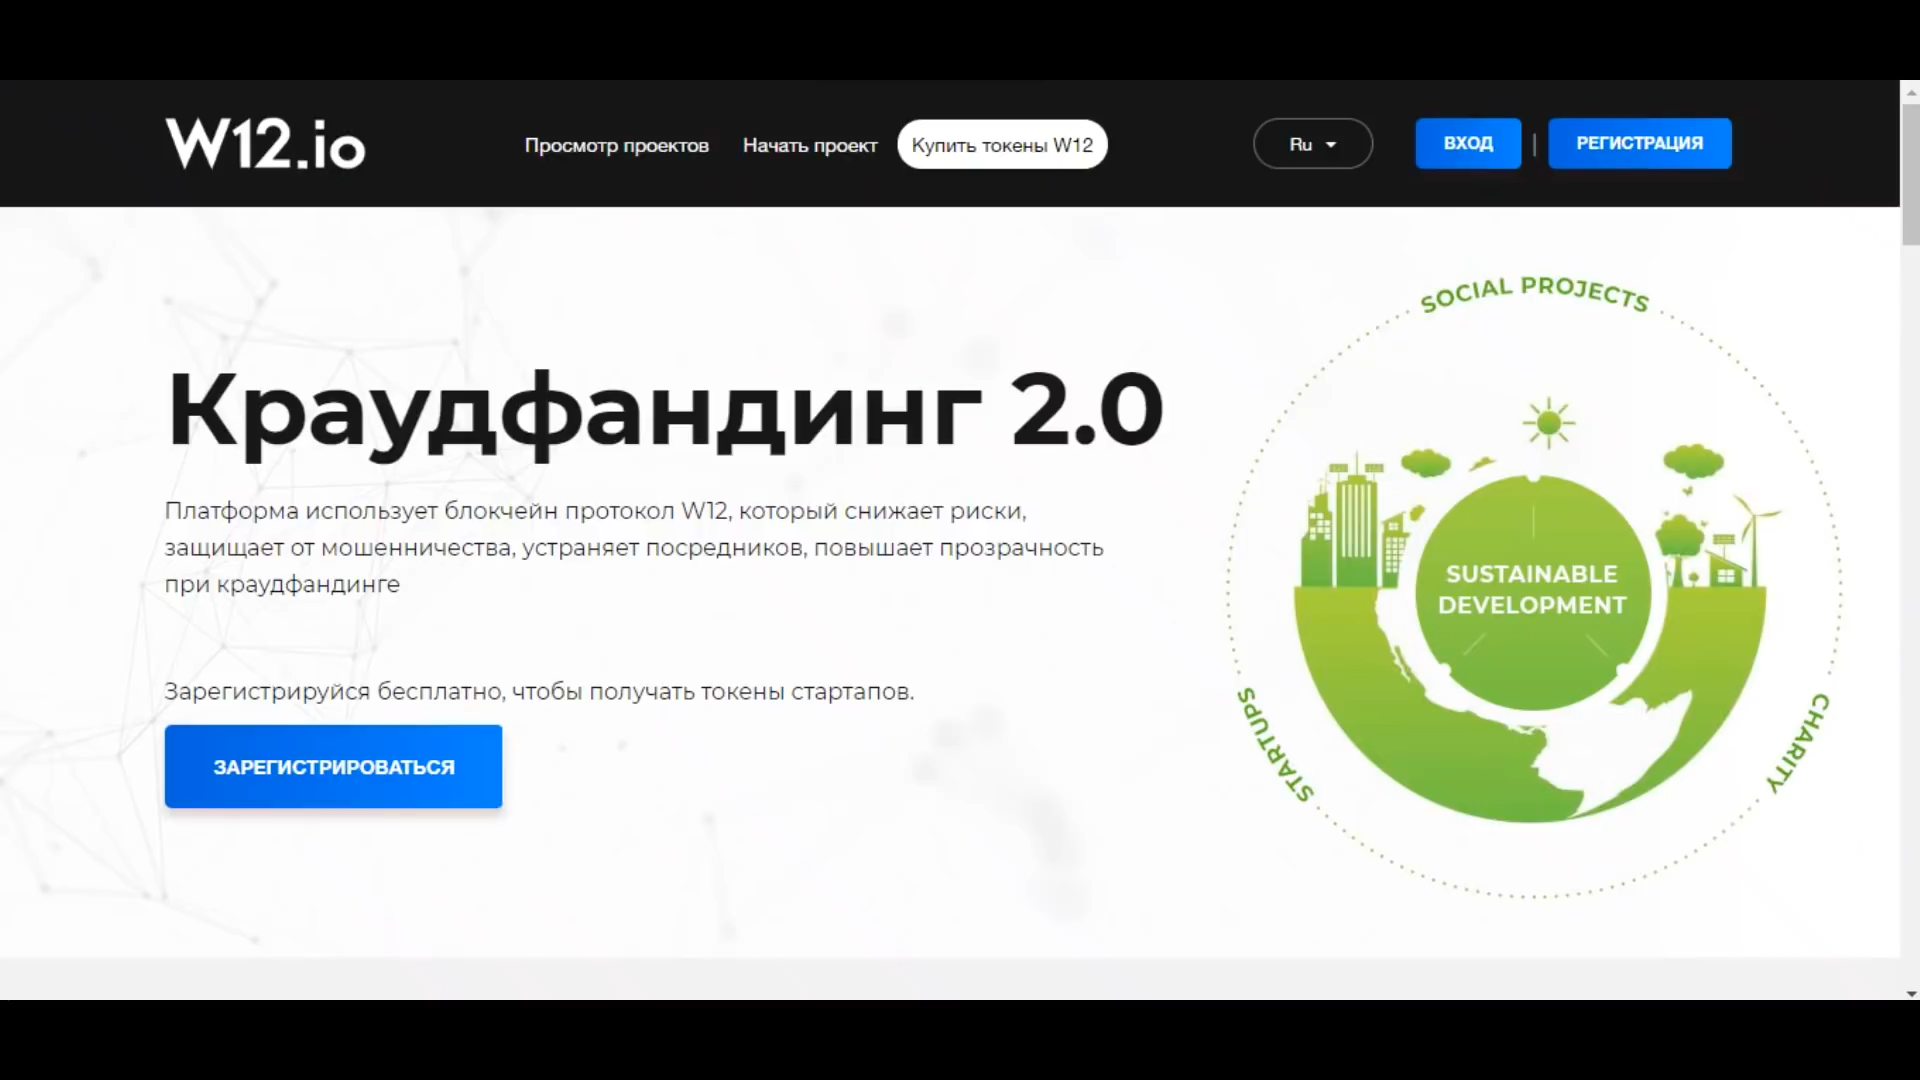 W12.io
Просмотр проектов
Начать проект
Купить токены W12
Ru
ВХОД
|
РЕГИСТРАЦИЯ
Краудфандинг 2.0
Платформа использует блокчейн протокол W12, который снижает риски,
защищает от мошенничества, устраняет посредников, повышает прозрачность
при краудфандинге
Зарегистрируйся бесплатно, чтобы получать токены стартапов.
ЗАРЕГИСТРИРОВАТЬСЯ
SOCIAL PROJECTS
SUSTAINABLE
DEVELOPMENT
STARTUPS
CHARITY